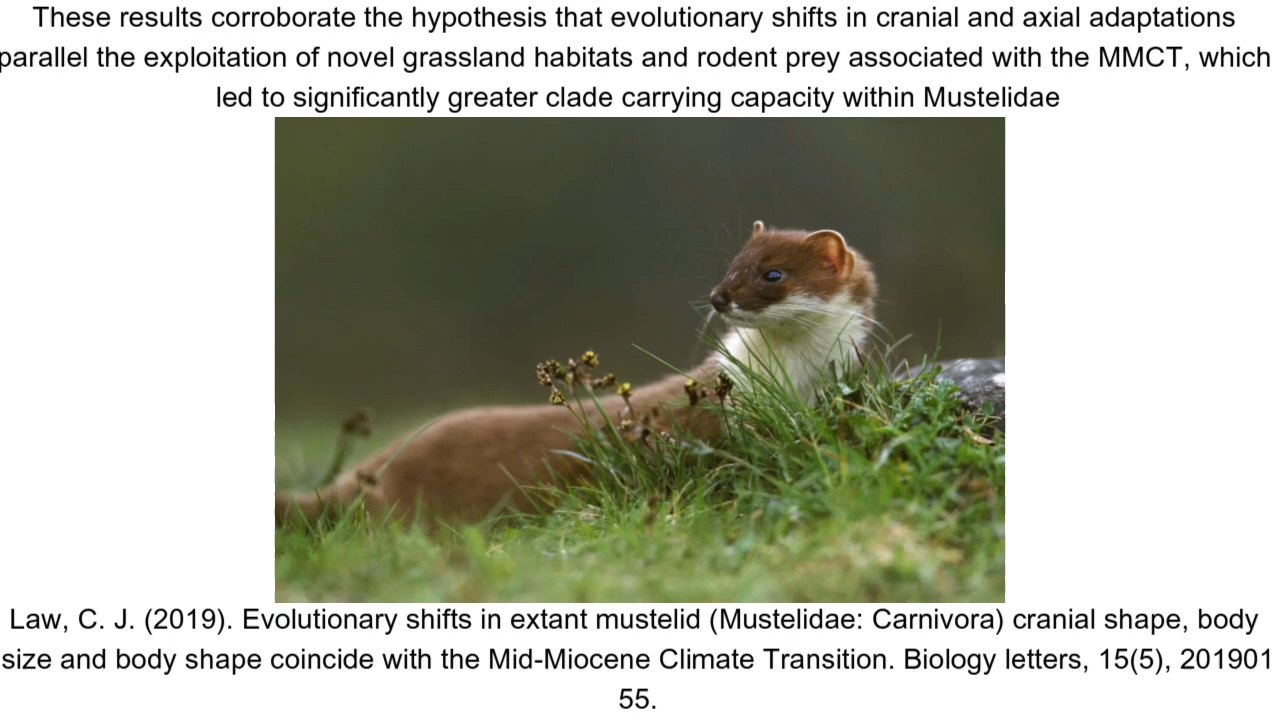 These results corroborate the hypothesis that evolutionary shifts in cranial and axial adaptations
parallel the exploitation of novel grassland habitats and rodent prey associated with the MMCT, which
led to significantly greater clade carrying capacity within Mustelidae
Law, C. J. (2019). Evolutionary shifts in extant mustelid (Mustelidae: Carnivora) cranial shape, body
size and body shape coincide with the Mid-Miocene Climate Transition. Biology letters, 15(5), 201901
55.